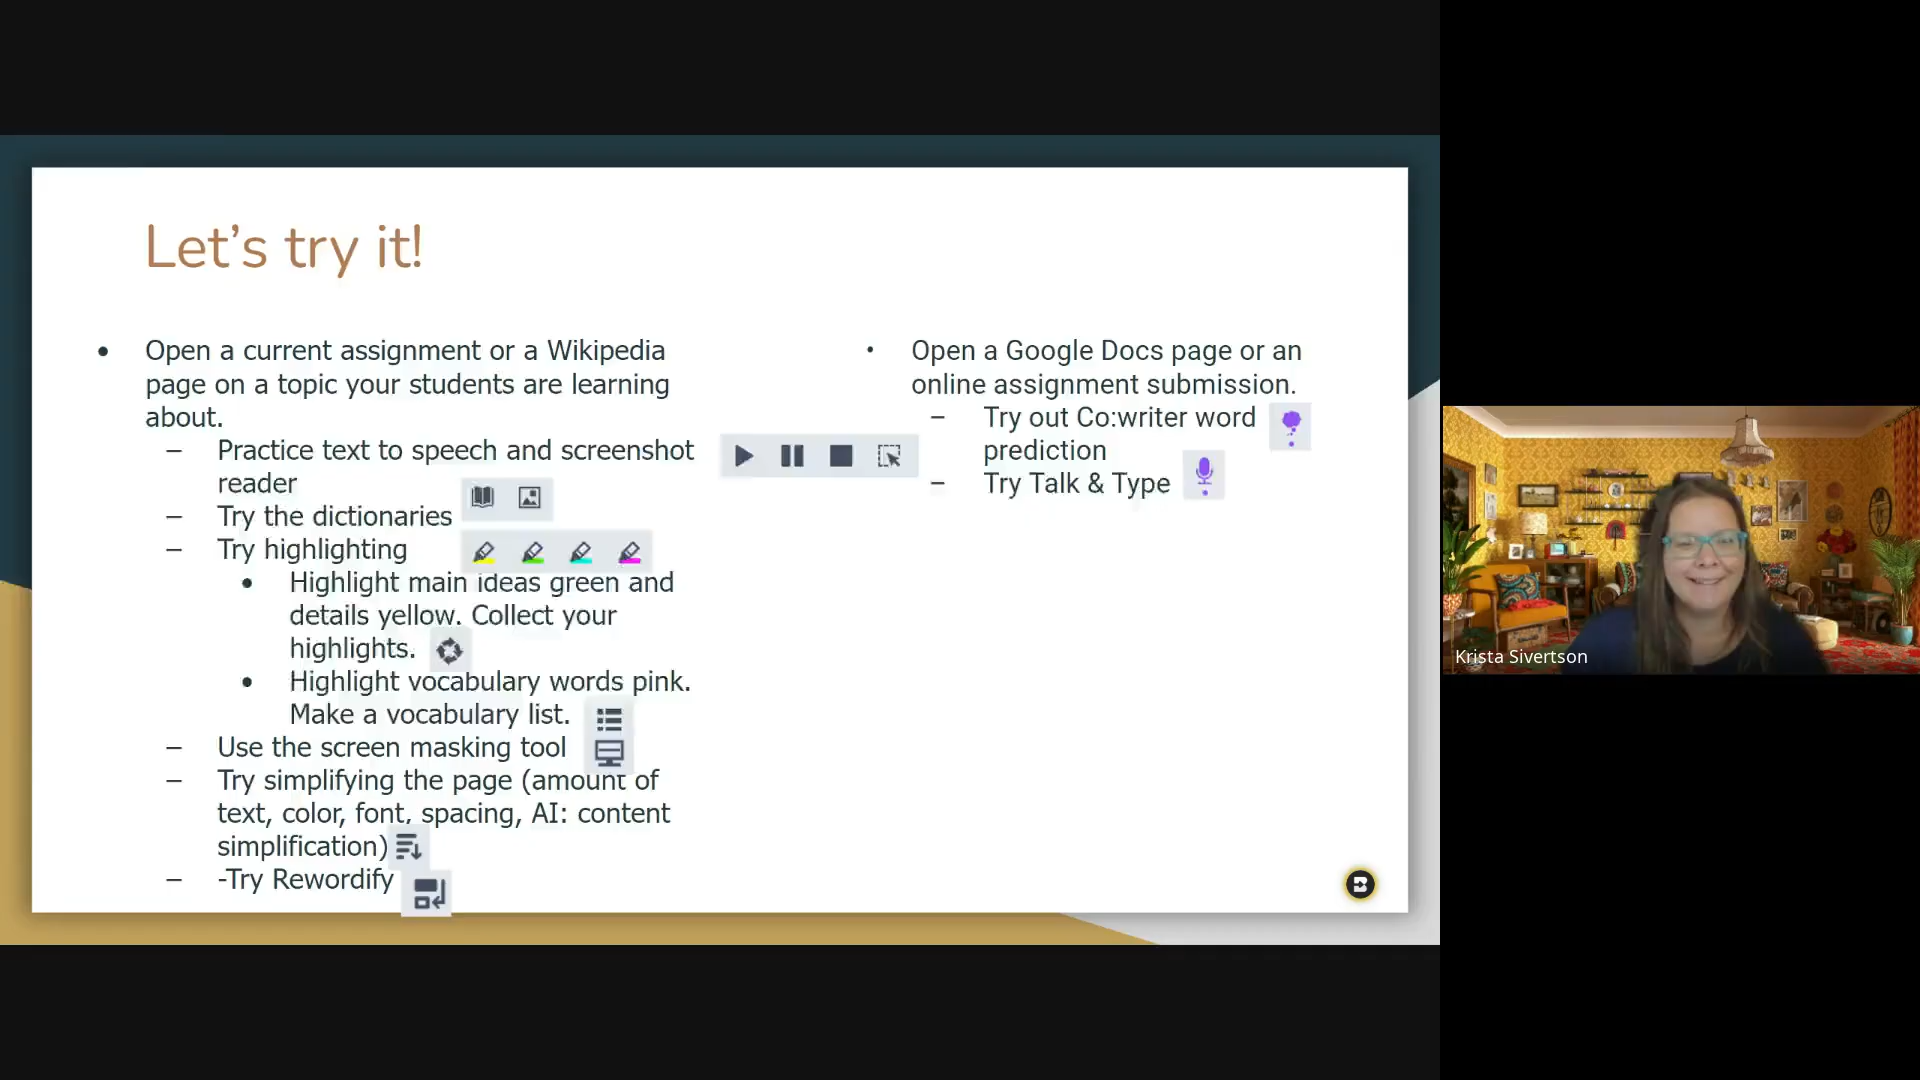 Let’s try it!
• Open a current assignment or a Wikipedia
page on a topic your students are learning
about.
– Practice text to speech and screenshot
reader
– Try the dictionaries
– Try highlighting
• Highlight main ideas green and
details yellow. Collect your
highlights.
• Highlight vocabulary words pink.
Make a vocabulary list.
– Use the screen masking tool
– Try simplifying the page (amount of
text, color, font, spacing, AI: content
simplification)
– -Try Rewordify
• Open a Google Docs page or an
online assignment submission.
– Try out Co:writer word
prediction
– Try Talk & Type
Krista Sivertson